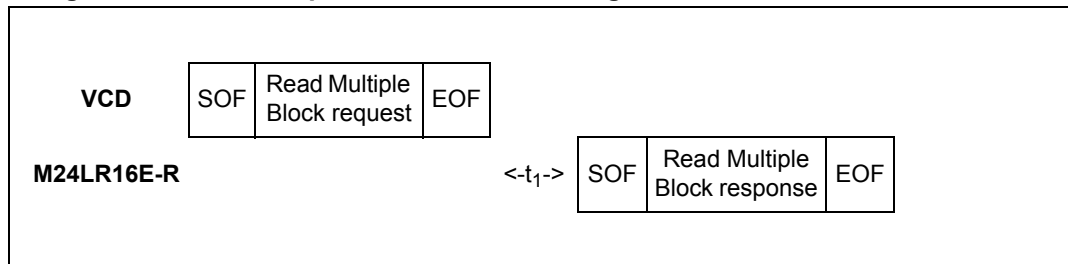 VCD SOF Read Multiple Block request EOF
M24LR16E-R <-t1-> SOF Read Multiple Block response EOF